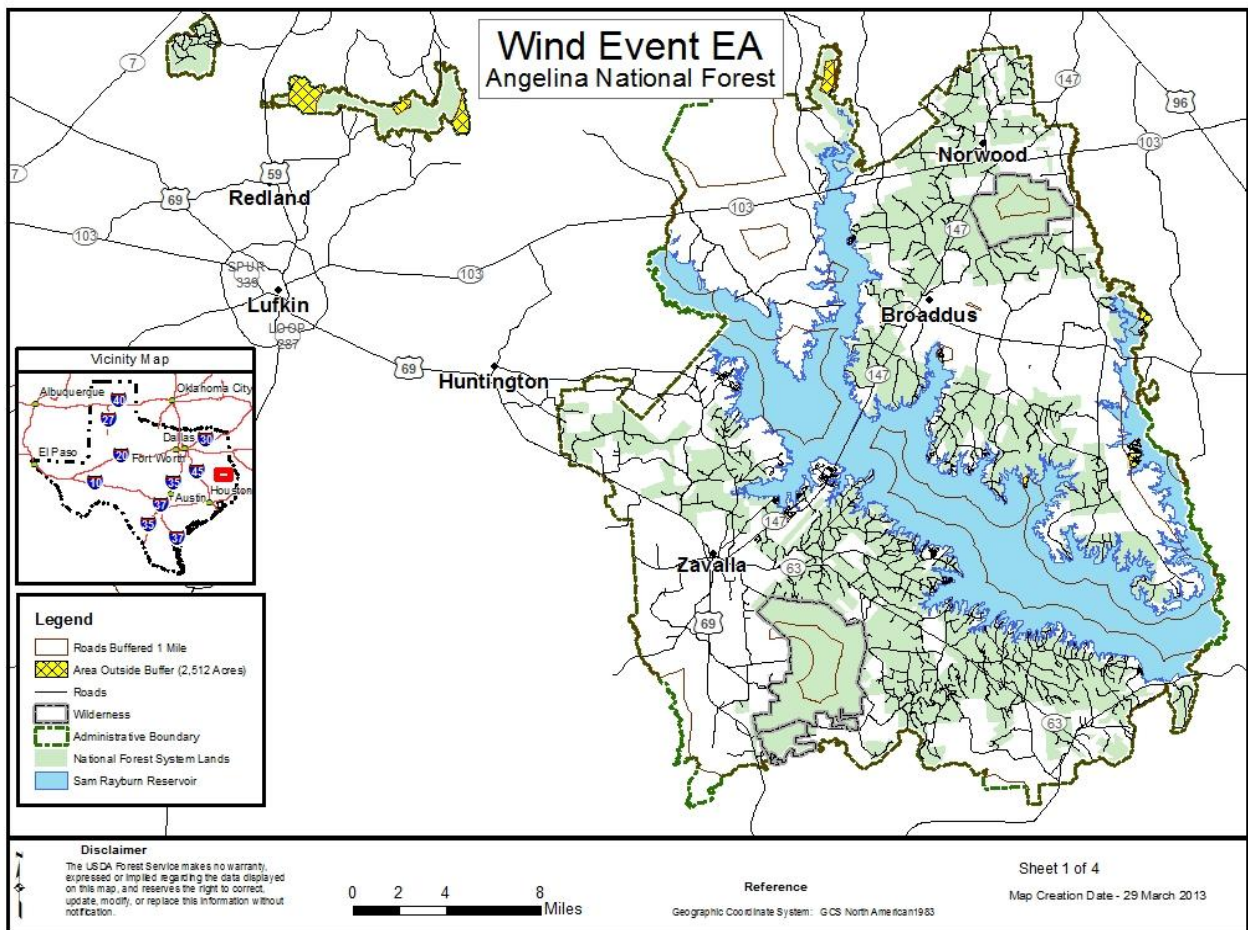 Wind Event EA
Angelina National Forest
7
147
96
Norwood
103
59
7
69
Redland
103
147
103
SPUR
339
103
Lufkin
LOOP
287
Broaddus
69
Huntington
147
Vicinity Map
Albuquerque
40
Oklahoma City
27
Dallas
30
El Paso
20
Fort Worth
45
10
35
Austin
Houston
37
35
37
147
Zavalla
63
69
63
Legend
Roads Buffered 1 Mile
Area Outside Buffer (2,512 Acres)
Roads
Wilderness
Administrative Boundary
National Forest System Lands
Sam Rayburn Reservoir
Disclaimer
The USDA Forest Service makes no warranty,
expressed or implied regarding the data displayed
on this map, and reserves the right to correct,
update, modify, or replace this information without
notification.
0 2 4 8
Miles
Reference
Geographic Coordinate System: GCS North American1983
Sheet 1 of 4
Map Creation Date - 29 March 2013